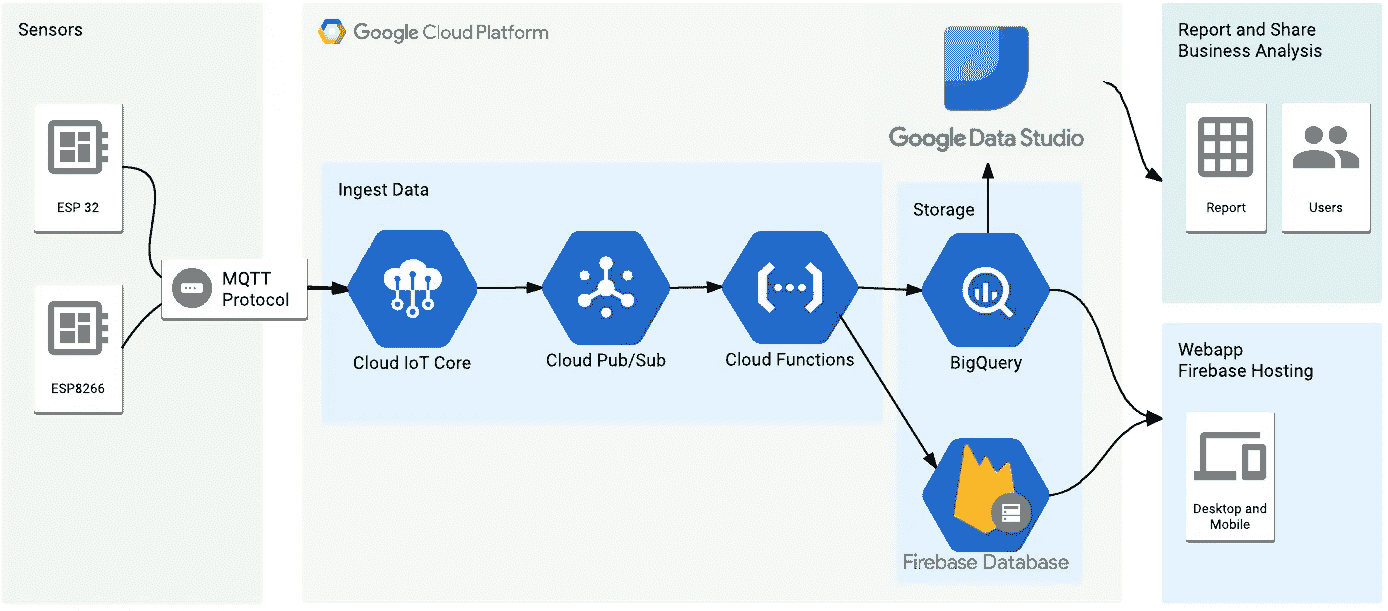 Sensors
ESP 32
ESP8266
MQTT
Protocol
Google Cloud Platform
Ingest Data
Cloud IoT Core
Cloud Pub/Sub
Cloud Functions
Google Data Studio
Storage
BigQuery
Firebase Database
Report and Share
Business Analysis
Report
Users
Webapp
Firebase Hosting
Desktop and
Mobile